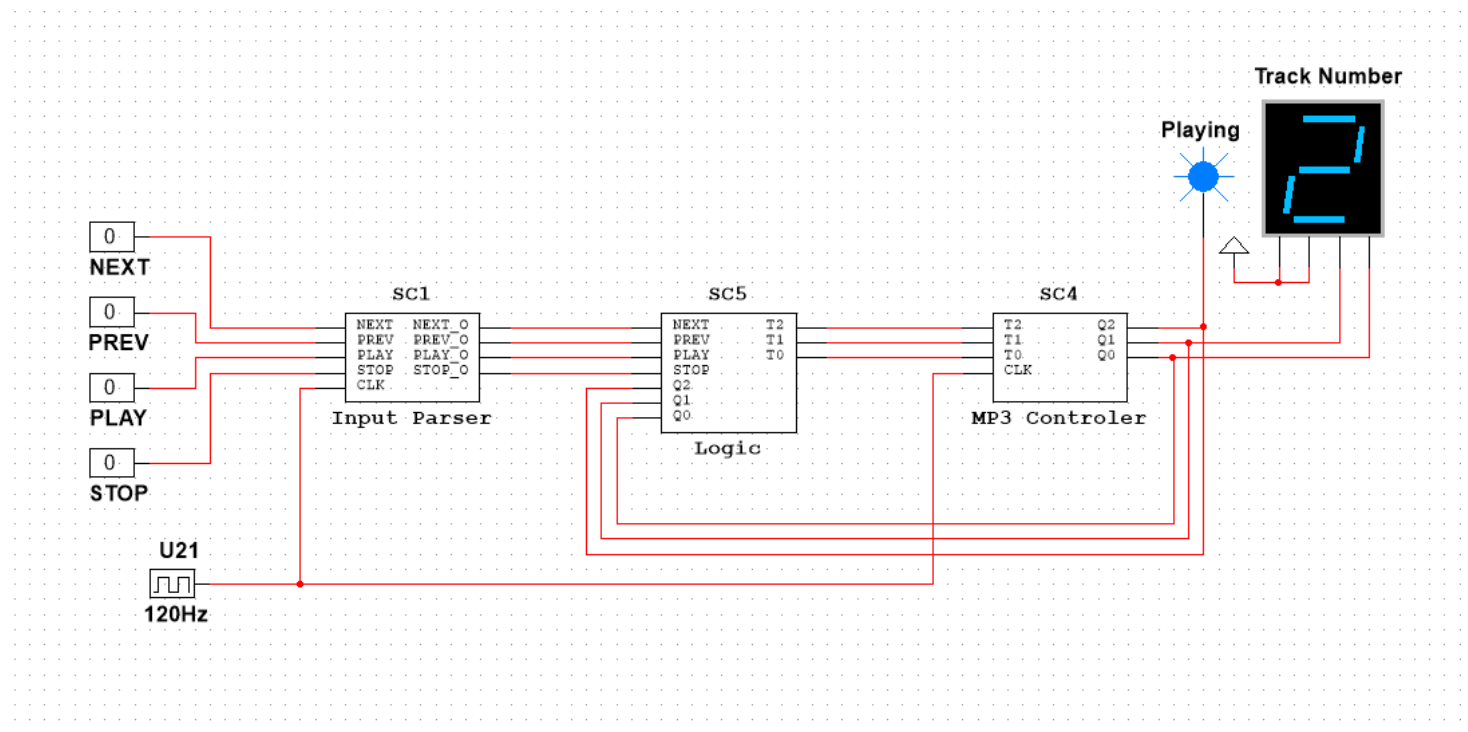 Track Number
Playing
2
0
NEXT
0
PREV
0
PLAY
0
STOP
SC1
NEXT NEXT_O
PREV PREV_O
PLAY PLAY_O
STOP STOP_O
CLK
Input Parser
SC5
NEXT T2
PREV T1
PLAY T0
STOP
Q2
Q1
Q0
Logic
SC4
T2 Q2
T1 Q1
T0 Q0
CLK
MP3 Controler
U21
120Hz